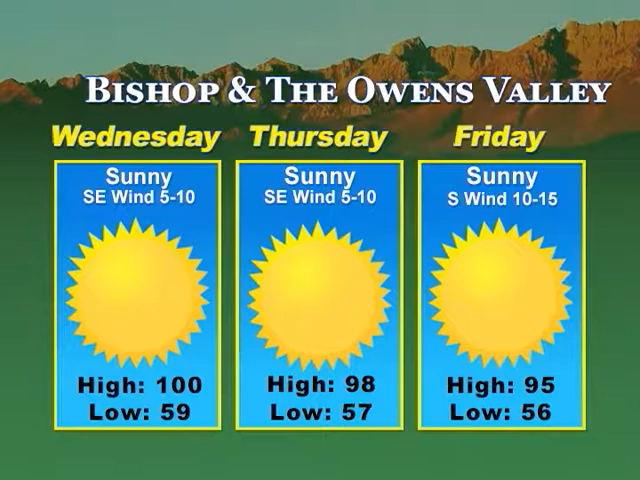 BISHOP & THE OWENS VALLEY
Wednesday
Sunny
SE Wind 5-10
High: 100
Low: 59
Thursday
Sunny
SE Wind 5-10
High: 98
Low: 57
Friday
Sunny
S Wind 10-15
High: 95
Low: 56